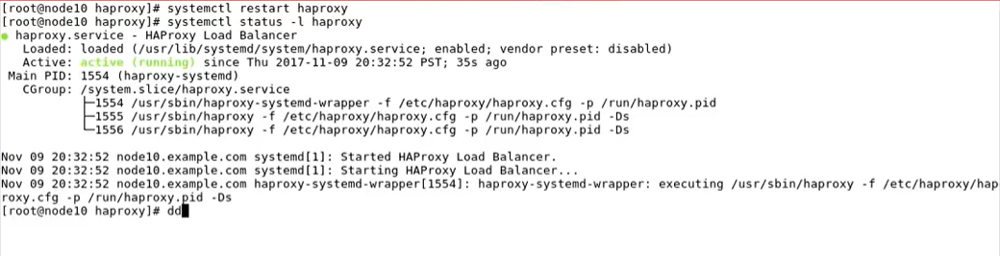 [root@node10 haproxy]# systemctl restart haproxy
[root@node10 haproxy]# systemctl status -l haproxy
● haproxy.service - HAProxy Load Balancer
   Loaded: loaded (/usr/lib/systemd/system/haproxy.service; enabled; vendor preset: disabled)
   Active: active (running) since Thu 2017-11-09 20:32:52 PST; 35s ago
 Main PID: 1554 (haproxy-systemd)
   CGroup: /system.slice/haproxy.service
           ├─1554 /usr/sbin/haproxy-systemd-wrapper -f /etc/haproxy/haproxy.cfg -p /run/haproxy.pid
           ├─1555 /usr/sbin/haproxy -f /etc/haproxy/haproxy.cfg -p /run/haproxy.pid -Ds
           └─1556 /usr/sbin/haproxy -f /etc/haproxy/haproxy.cfg -p /run/haproxy.pid -Ds

Nov 09 20:32:52 node10.example.com systemd[1]: Started HAProxy Load Balancer.
Nov 09 20:32:52 node10.example.com systemd[1]: Starting HAProxy Load Balancer...
Nov 09 20:32:52 node10.example.com haproxy-systemd-wrapper[1554]: haproxy-systemd-wrapper: executing /usr/sbin/haproxy -f /etc/haproxy/hap
roxy.cfg -p /run/haproxy.pid -Ds
[root@node10 haproxy]# dd